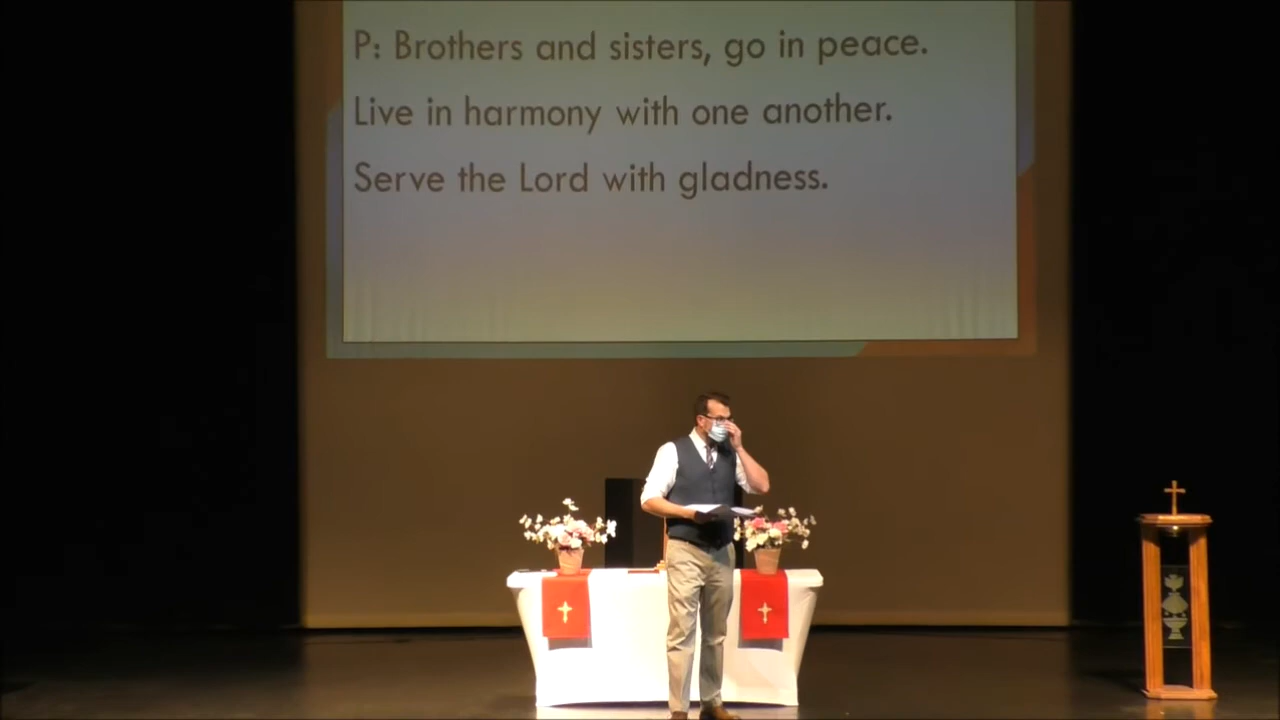 P: Brothers and sisters, go in peace.
Live in harmony with one another.
Serve the Lord with gladness.